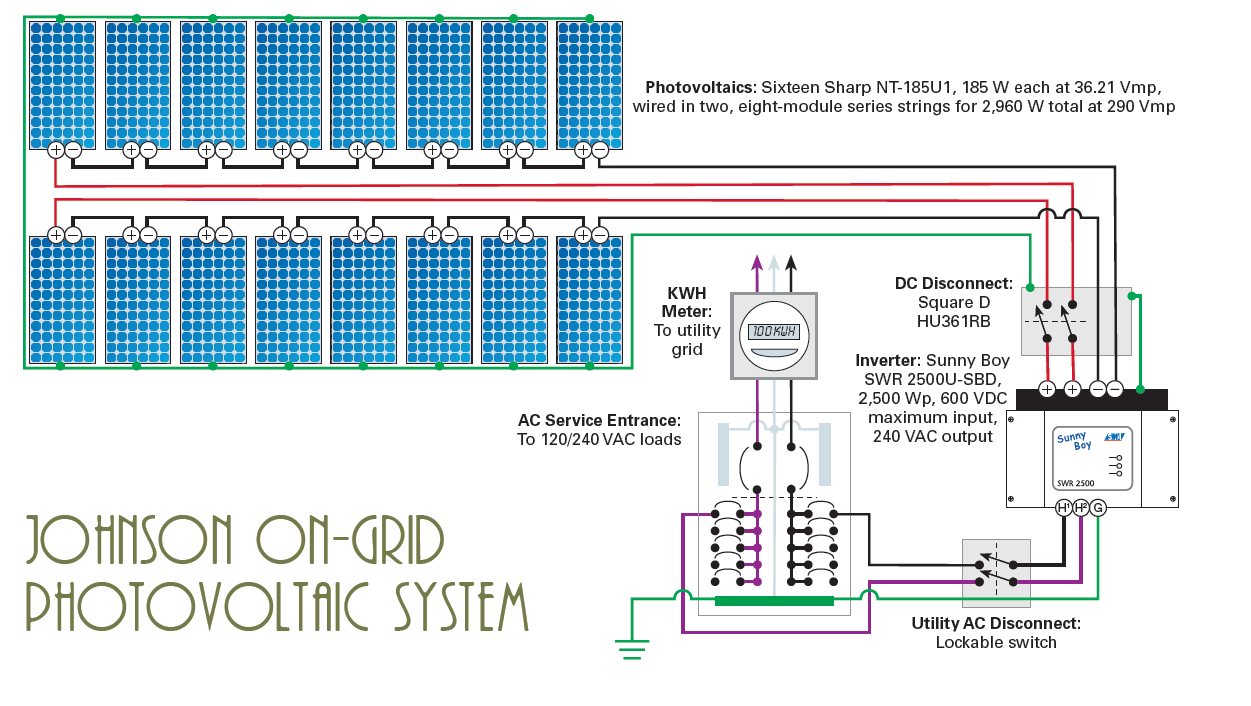 Photovoltaics: Sixteen Sharp NT-185U1, 185 W each at 36.21 Vmp,
wired in two, eight-module series strings for 2,960 W total at 290 Vmp
KWH
Meter:
To utility
grid
100KWH
DC Disconnect:
Square D
HU361RB
Inverter: Sunny Boy
SWR 2500U-SBD,
2,500 Wp, 600 VDC
maximum input,
240 VAC output
AC Service Entrance:
To 120/240 VAC loads
Sunny
Boy
SMA
SWR 2500
H¹ H² G
JOHNSON ON-GRID
PHOTOVOLTAIC SYSTEM
Utility AC Disconnect:
Lockable switch